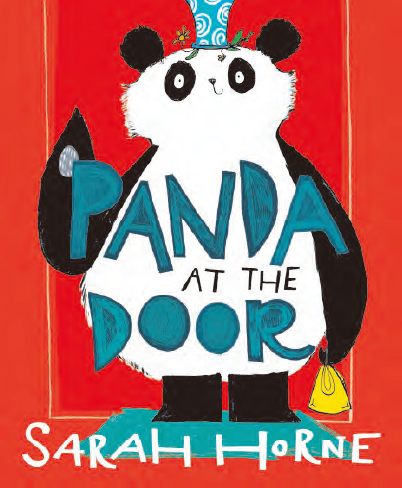 PANDA
AT THE
DOOR
SARAH HORNE